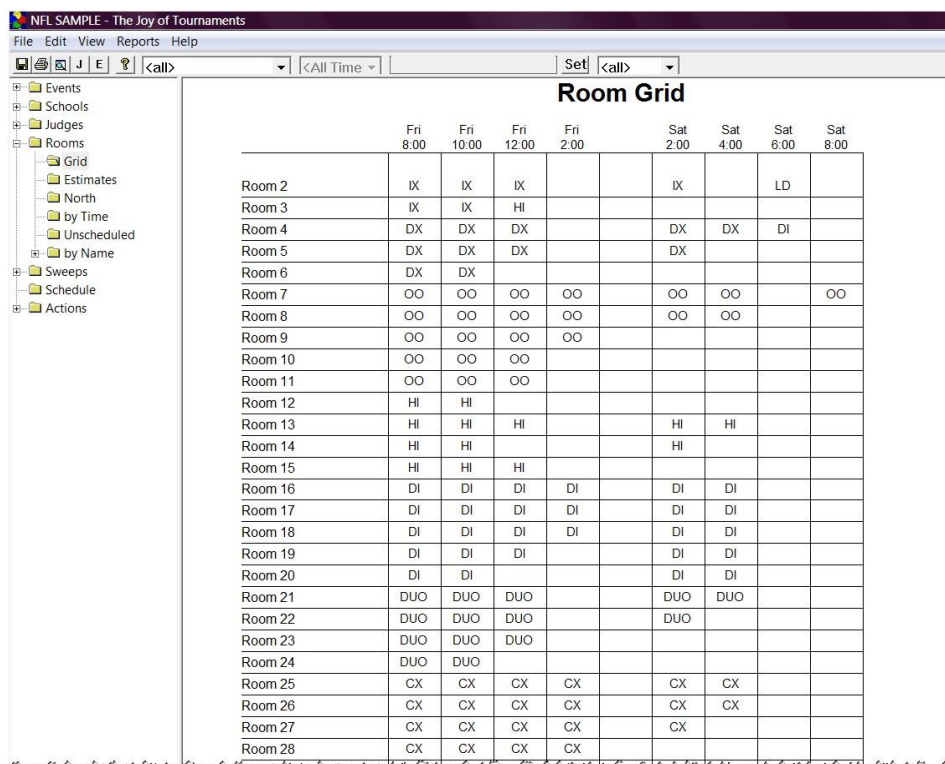 NFL SAMPLE - The Joy of Tournaments
File Edit View Reports Help
J E ? <all> <All Time Set <all>
Events
Schools
Judges
Rooms
Grid
Estimates
North
by Time
Unscheduled
by Name
Sweeps
Schedule
Actions
Room Grid
Fri Fri Fri Fri Sat Sat Sat Sat
8:00 10:00 12:00 2:00 2:00 4:00 6:00 8:00
Room 2 IX IX IX IX LD
Room 3 IX IX HI
Room 4 DX DX DX DX DX DI
Room 5 DX DX DX DX
Room 6 DX DX
Room 7 OO OO OO OO OO OO OO
Room 8 OO OO OO OO OO OO
Room 9 OO OO OO OO
Room 10 OO OO OO
Room 11 OO OO OO
Room 12 HI HI
Room 13 HI HI HI HI HI
Room 14 HI HI HI
Room 15 HI HI HI
Room 16 DI DI DI DI DI DI
Room 17 DI DI DI DI DI DI
Room 18 DI DI DI DI DI DI
Room 19 DI DI DI DI DI
Room 20 DI DI DI DI
Room 21 DUO DUO DUO DUO DUO
Room 22 DUO DUO DUO DUO
Room 23 DUO DUO DUO
Room 24 DUO DUO
Room 25 CX CX CX CX CX CX
Room 26 CX CX CX CX CX CX
Room 27 CX CX CX CX CX
Room 28 CX CX CX CX